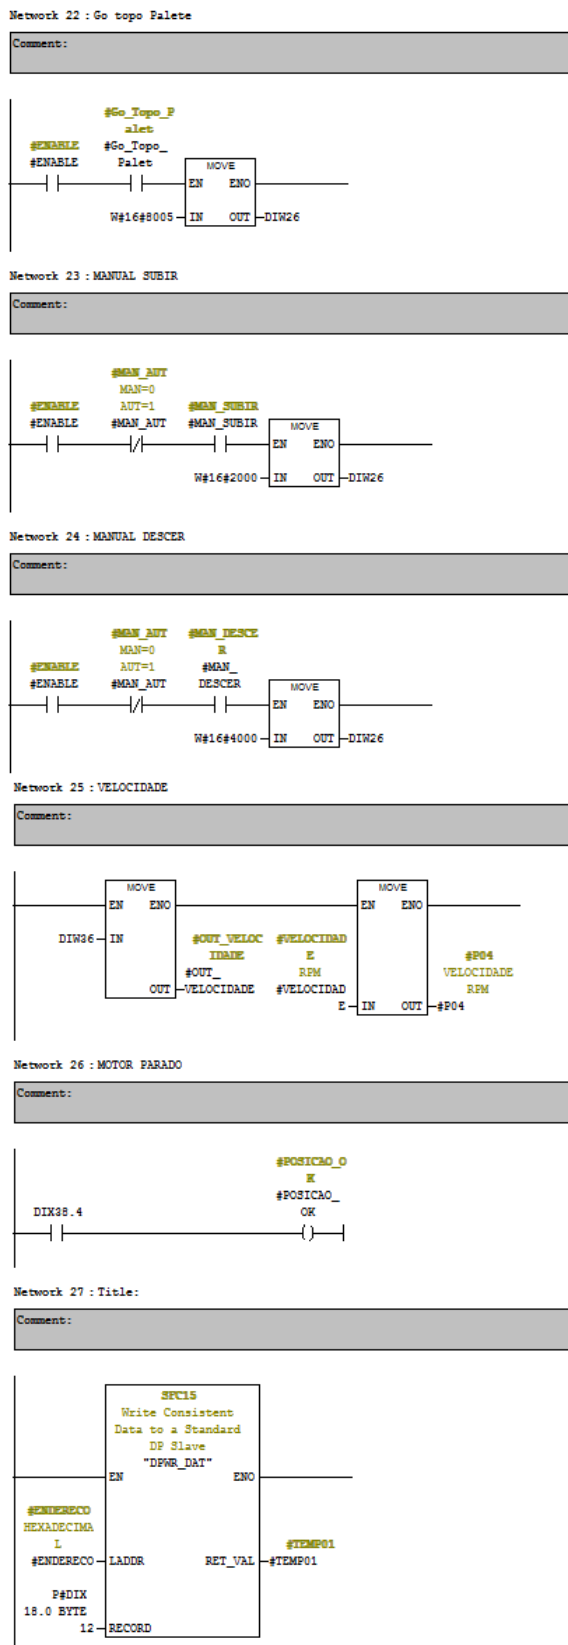 Network 22 : Go topo Palete
Comment:
#Go_Topo_P
alet
#ENABLE #Go_Topo_
#ENABLE Palet MOVE
EN ENO
W#16#8005 IN OUT DIW26
Network 23 : MANUAL SUBIR
Comment:
#MAN_AUT
MAN=0
#ENABLE AUT=1 #MAN_SUBIR
#ENABLE #MAN_AUT #MAN_SUBIR MOVE
EN ENO
W#16#2000 IN OUT DIW26
Network 24 : MANUAL DESCER
Comment:
#MAN_AUT #MAN_DESCE
MAN=0 R
#ENABLE AUT=1 #MAN_
#ENABLE #MAN_AUT DESCER MOVE
EN ENO
W#16#4000 IN OUT DIW26
Network 25 : VELOCIDADE
Comment:
MOVE MOVE
EN ENO EN ENO
DIW36 IN #OUT_VELOC #VELOCIDAD
IDADE E #P04
#OUT_ RPM VELOCIDADE
OUT VELOCIDADE #VELOCIDAD RPM
E IN OUT #P04
Network 26 : MOTOR PARADO
Comment:
#POSICAO_O
K
#POSICAO_
DIX38.4 OK
Network 27 : Title:
Comment:
SFC15
Write Consistent
Data to a Standard
DP Slave
"DPWR_DAT"
EN ENO
#ENDERECO
HEXADECIMA
L #TEMP01
#ENDERECO LADDR RET_VAL #TEMP01
P#DIX
18.0 BYTE
12 RECORD